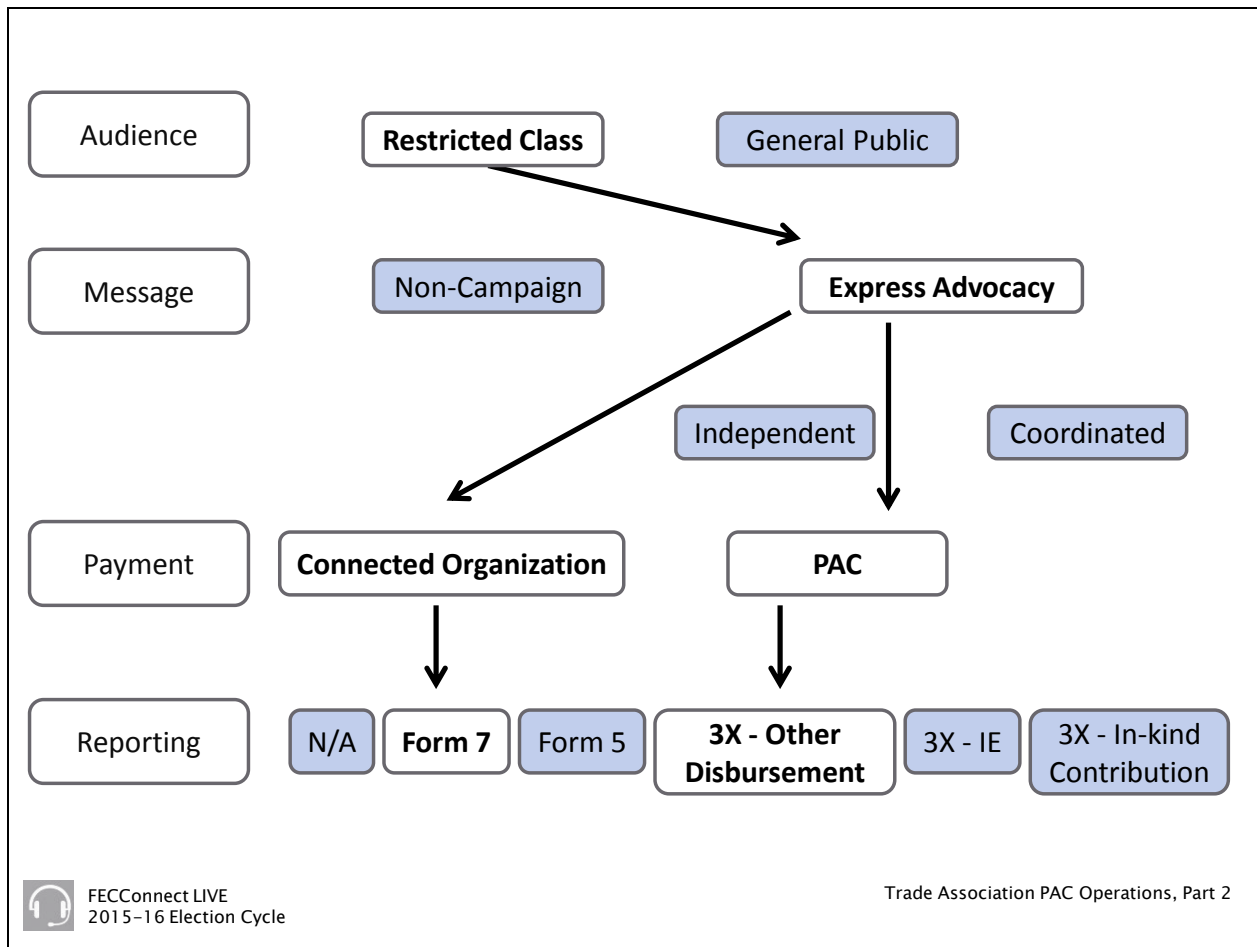 Audience
Restricted Class
General Public
Message
Non-Campaign
Express Advocacy
Independent
Coordinated
Payment
Connected Organization
PAC
Reporting
N/A
Form 7
Form 5
3X - Other
Disbursement
3X - IE
3X - In-kind
Contribution
FECConnect LIVE
2015-16 Election Cycle
Trade Association PAC Operations, Part 2